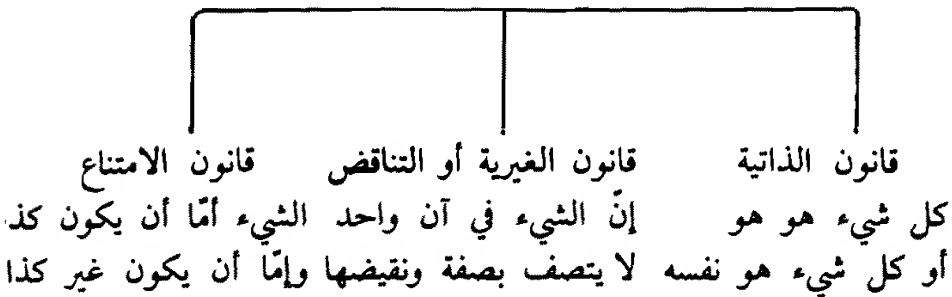 قانون الذاتية قانون الغيرية أو التناقض قانون الامتناع
كل شيء هو هو إنّ الشيء في آن واحد الشيء أمّا أن يكون كذ
أو كل شيء هو نفسه لا يتصف بصفة ونقيضها وإمّا أن يكون غير كذا